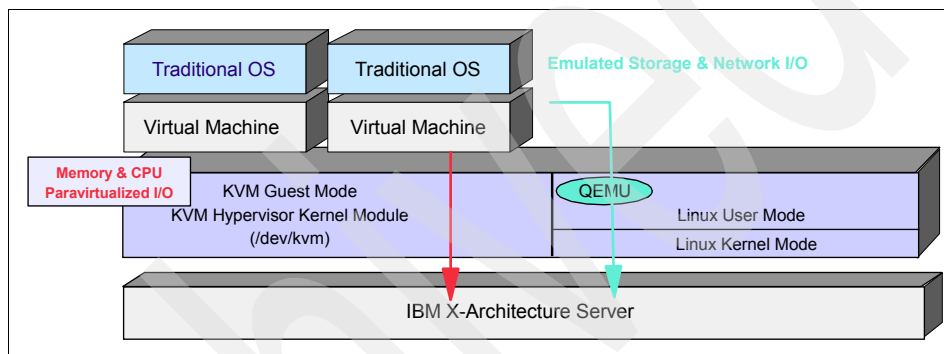 Traditional OS
Traditional OS
Emulated Storage & Network I/O
Virtual Machine
Virtual Machine
Memory & CPU
Paravirtualized I/O
KVM Guest Mode
KVM Hypervisor Kernel Module
(/dev/kvm)
QEMU
Linux User Mode
Linux Kernel Mode
IBM X-Architecture Server